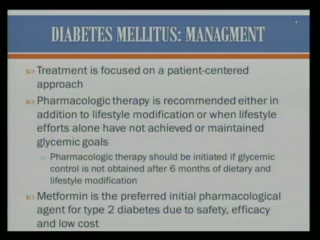 DIABETES MELLITUS: MANAGMENT
Treatment is focused on a patient-centered
approach
Pharmacologic therapy is recommended either in
addition to lifestyle modification or when lifestyle
efforts alone have not achieved or maintained
glycemic goals
Pharmacologic therapy should be initiated if glycemic
control is not obtained after 6 months of dietary and
lifestyle modification
Metformin is the preferred initial pharmacological
agent for type 2 diabetes due to safety, efficacy
and low cost